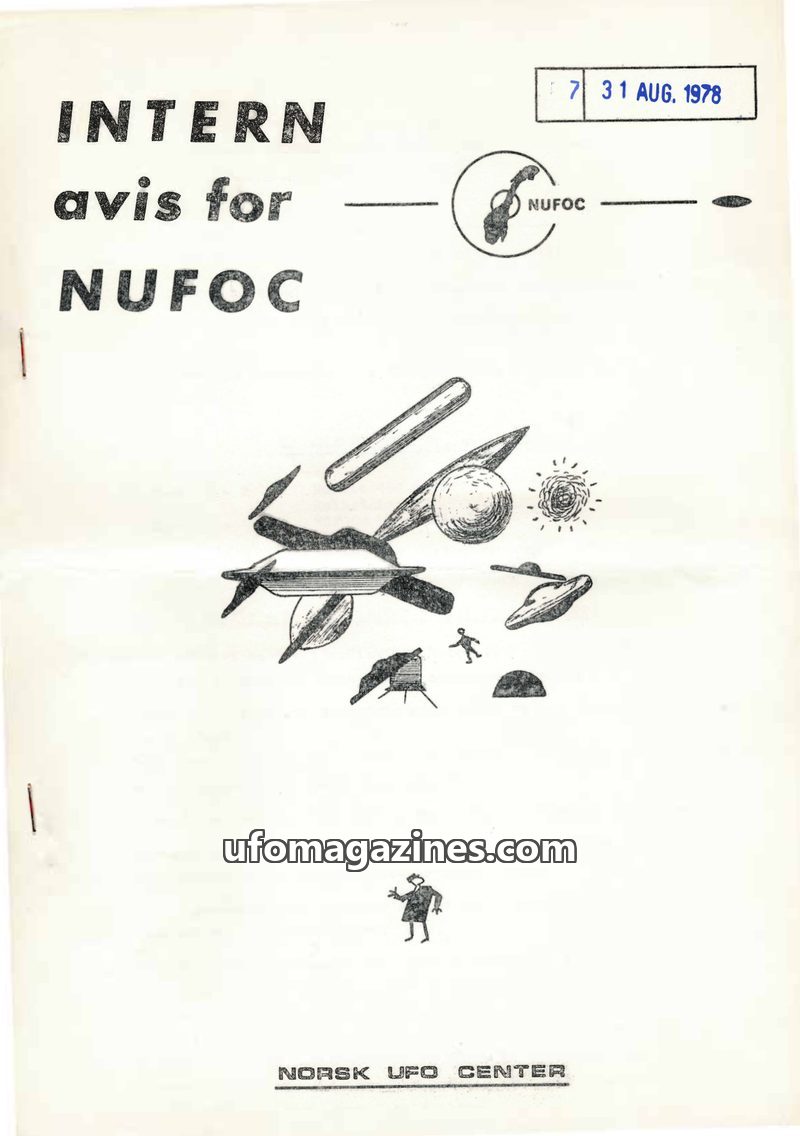 7 31 AUG. 1978
INTERN
avis for
NUFOC
NUFOC
ufomagazines.com
NORSK UFO CENTER